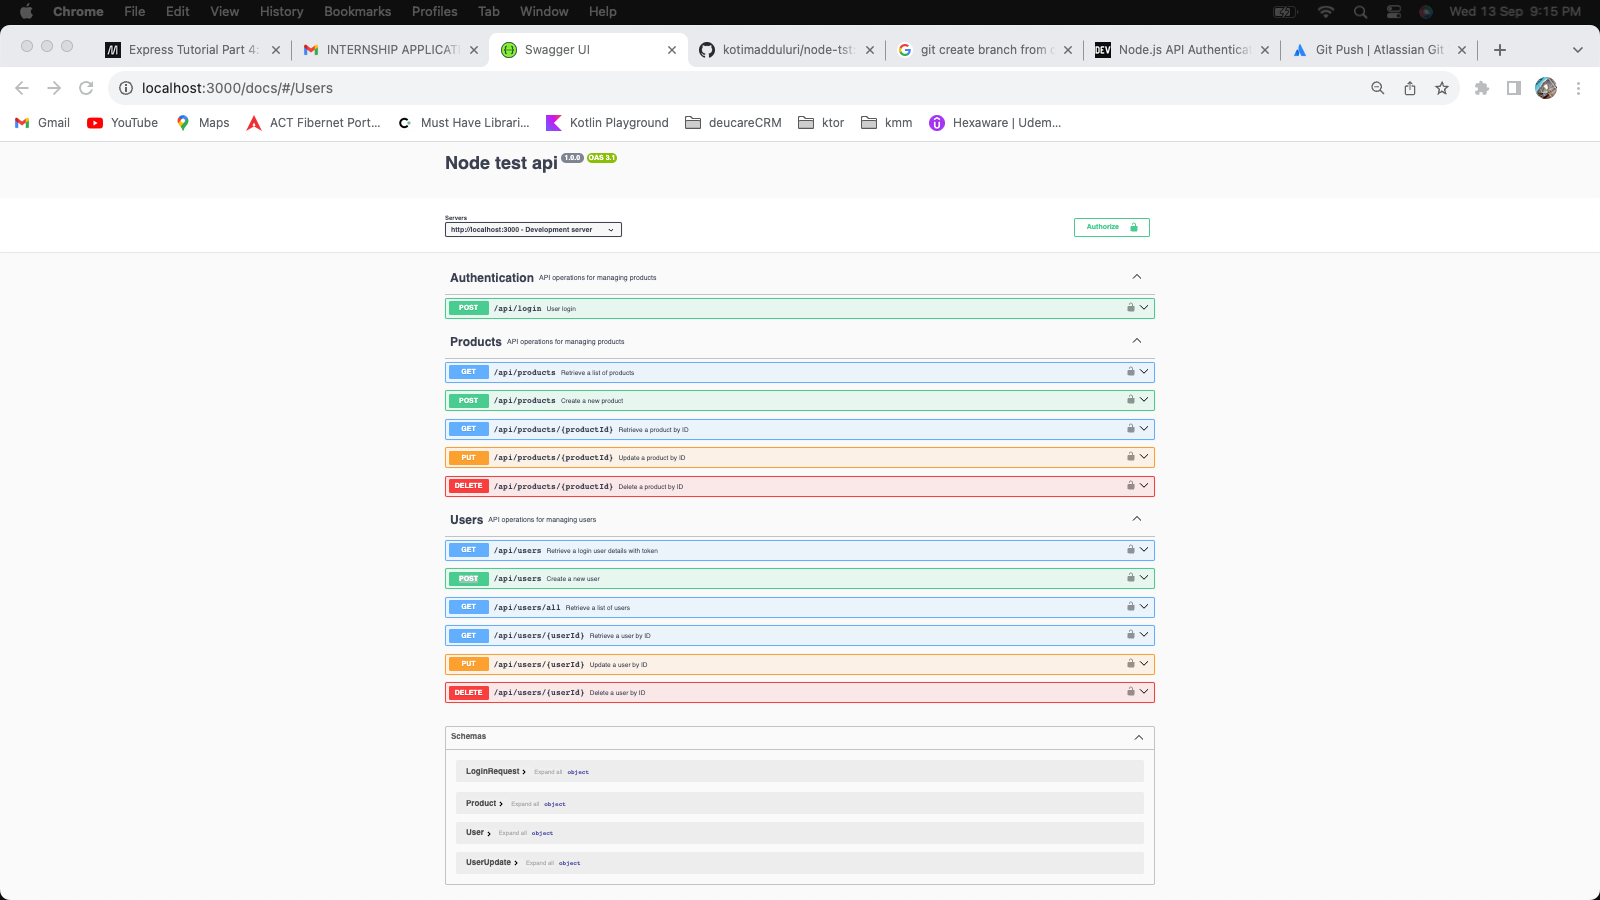 Chrome File Edit View History Bookmarks Profiles Tab Window Help Wed 13 Sep 9:15 PM
Express Tutorial Part 4: INTERNSHIP APPLICAT Swagger UI kotimadduluri/node-tst: git create branch from Node.js API Authentica Git Push | Atlassian Git
localhost:3000/docs/#/Users
Gmail YouTube Maps ACT Fibernet Port... Must Have Librari... Kotlin Playground deucareCRM ktor kmm Hexaware | Udem...
Node test api 1.0.0 OAS 3.1
Servers
http://localhost:3000 - Development server
Authorize
Authentication API operations for managing products
POST /api/login User login
Products API operations for managing products
GET /api/products Retrieve a list of products
POST /api/products Create a new product
GET /api/products/{productId} Retrieve a product by ID
PUT /api/products/{productId} Update a product by ID
DELETE /api/products/{productId} Delete a product by ID
Users API operations for managing users
GET /api/users Retrieve a login user details with token
POST /api/users Create a new user
GET /api/users/all Retrieve a list of users
GET /api/users/{userId} Retrieve a user by ID
PUT /api/users/{userId} Update a user by ID
DELETE /api/users/{userId} Delete a user by ID
Schemas
LoginRequest Expand all object
Product Expand all object
User Expand all object
UserUpdate Expand all object